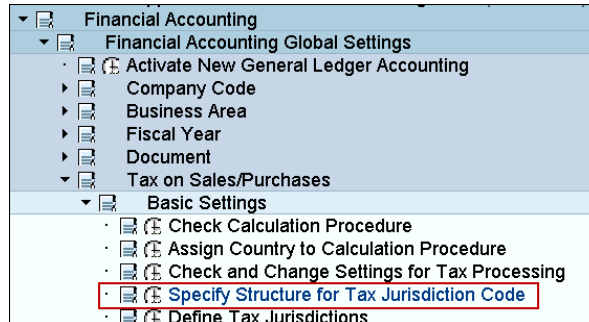 Financial Accounting
Financial Accounting Global Settings
Activate New General Ledger Accounting
Company Code
Business Area
Fiscal Year
Document
Tax on Sales/Purchases
Basic Settings
Check Calculation Procedure
Assign Country to Calculation Procedure
Check and Change Settings for Tax Processing
Specify Structure for Tax Jurisdiction Code
Define Tax Jurisdictions